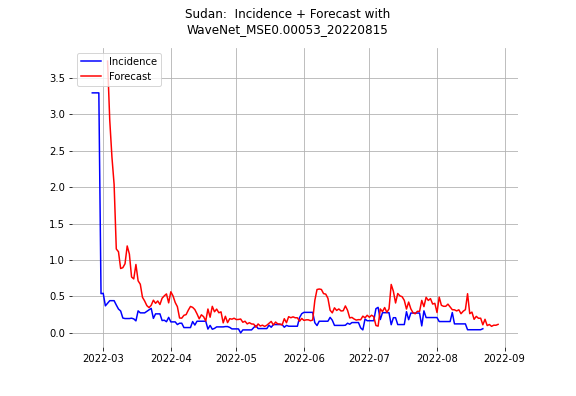 Sudan:  Incidence + Forecast with
WaveNet_MSE0.00053_20220815
Incidence
Forecast
3.5
3.0
2.5
2.0
1.5
1.0
0.5
0.0
2022-03 2022-04 2022-05 2022-06 2022-07 2022-08 2022-09